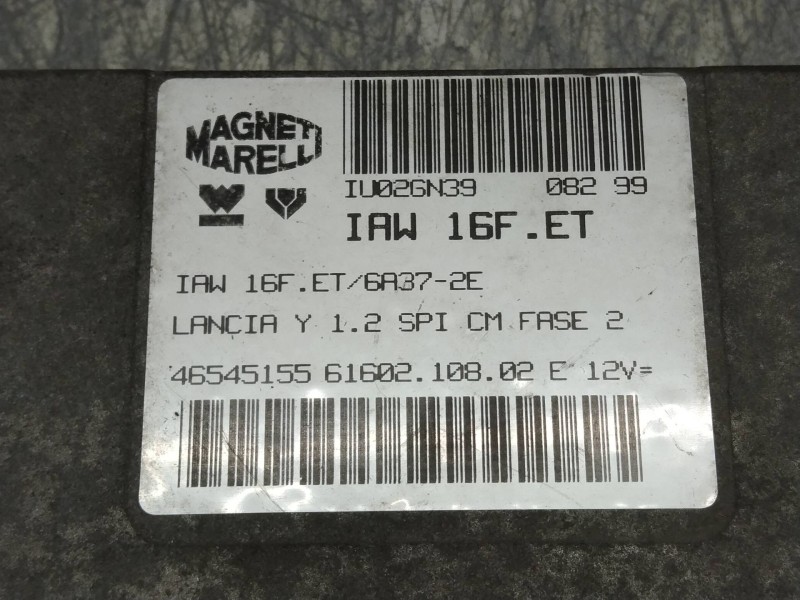 MAGNETI
MARELLI
IU026N39 082 99
IAW 16F.ET
IAW 16F.ET/6A37-2E
LANCIA Y 1.2 SPI CM FASE 2
46545155 61602.108.02 E 12V=